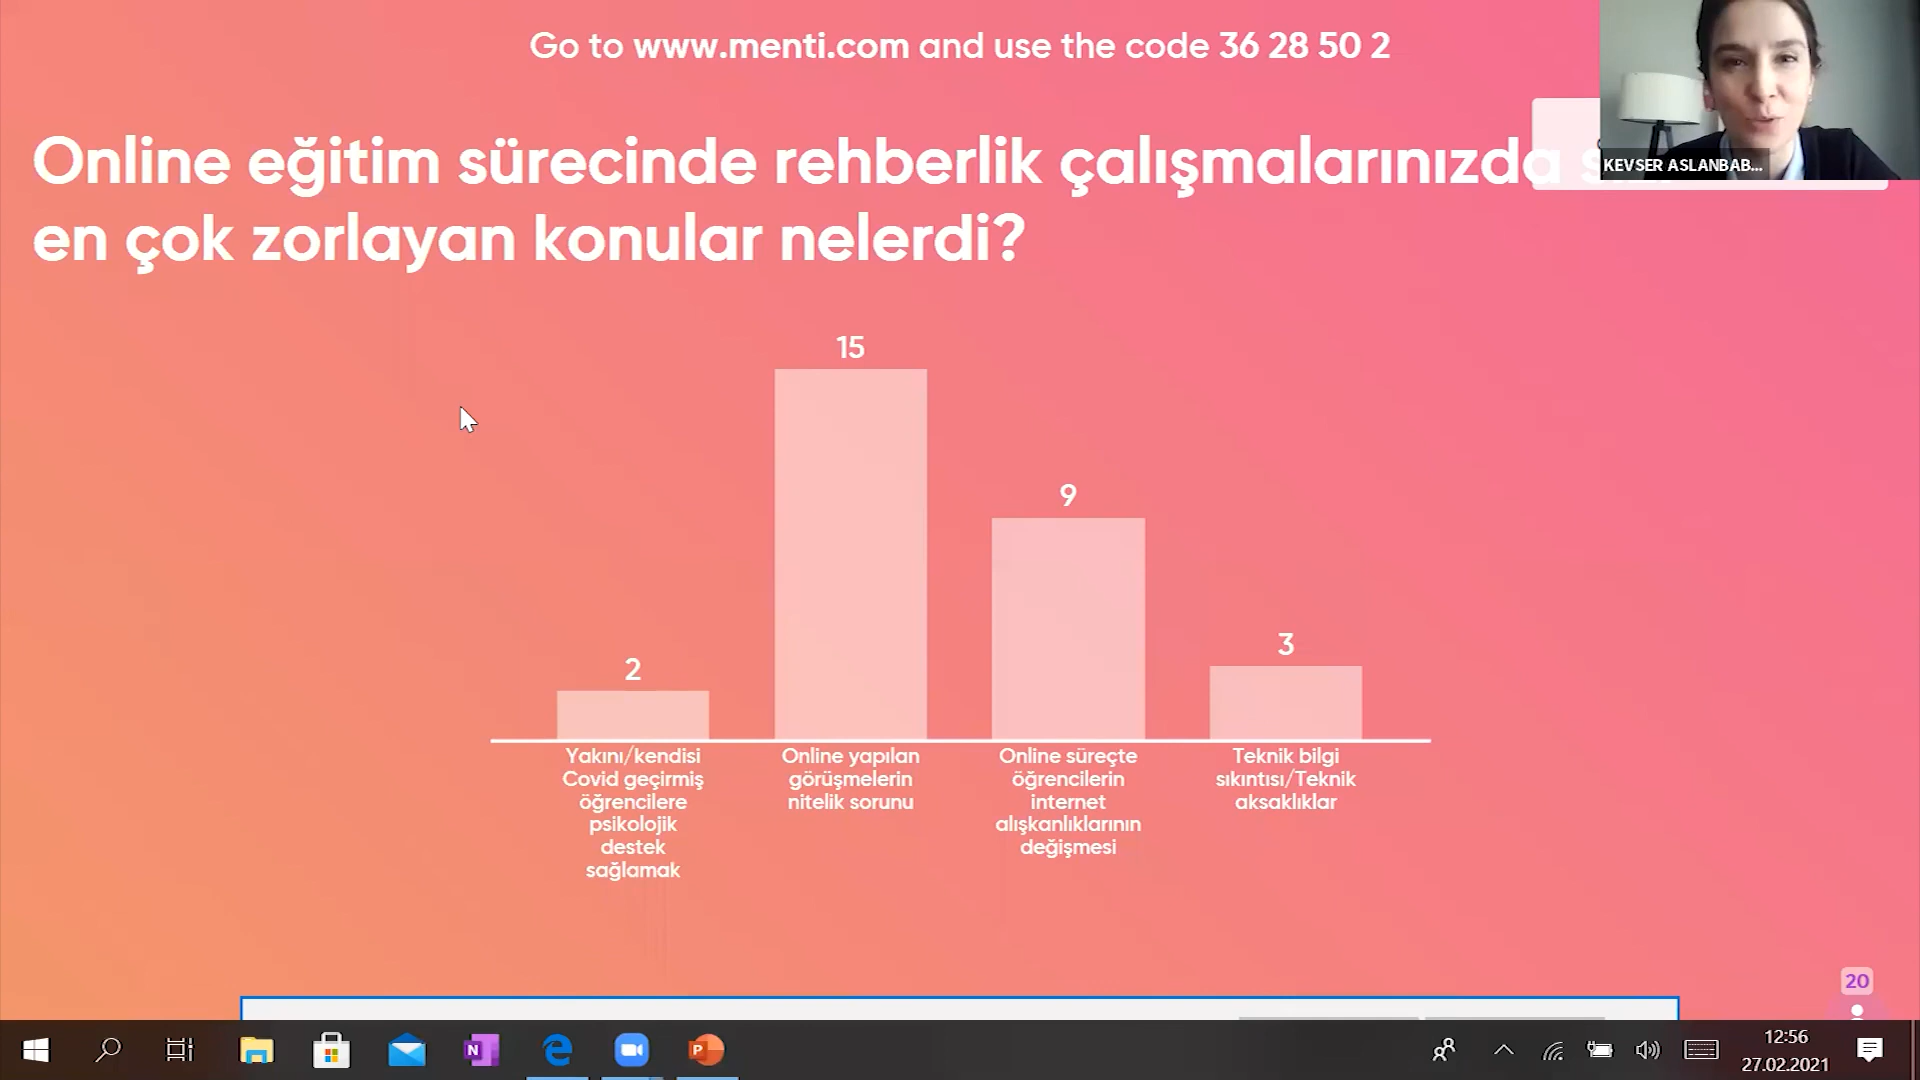 Go to www.menti.com and use the code 36 28 50 2
Online eğitim sürecinde rehberlik çalışmalarınızda
en çok zorlayan konular nelerdi?
KEVSER ASLANBAB...
15
9
3
2
Yakını/kendisi
Covid geçirmiş
öğrencilere
psikolojik
destek
sağlamak
Online yapılan
görüşmelerin
nitelik sorunu
Online süreçte
öğrencilerin
internet
alışkanlıklarının
değişmesi
Teknik bilgi
sıkıntısı/Teknik
aksaklıklar
20
N
P
12:56
27.02.2021